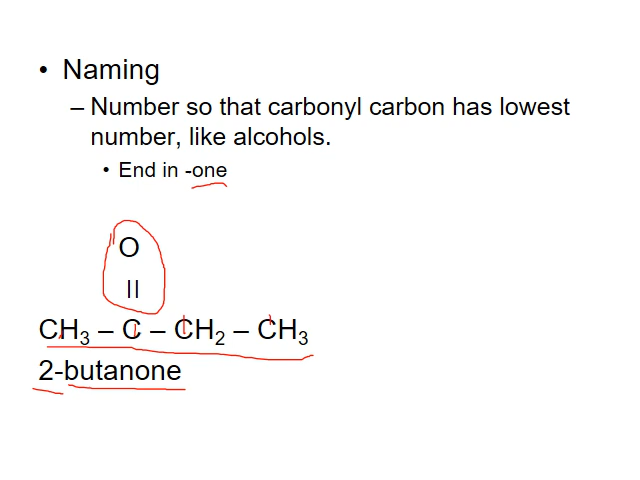 • Naming
– Number so that carbonyl carbon has lowest
number, like alcohols.
• End in -one
O
||
CH₃ – C – CH₂ – CH₃
2-butanone